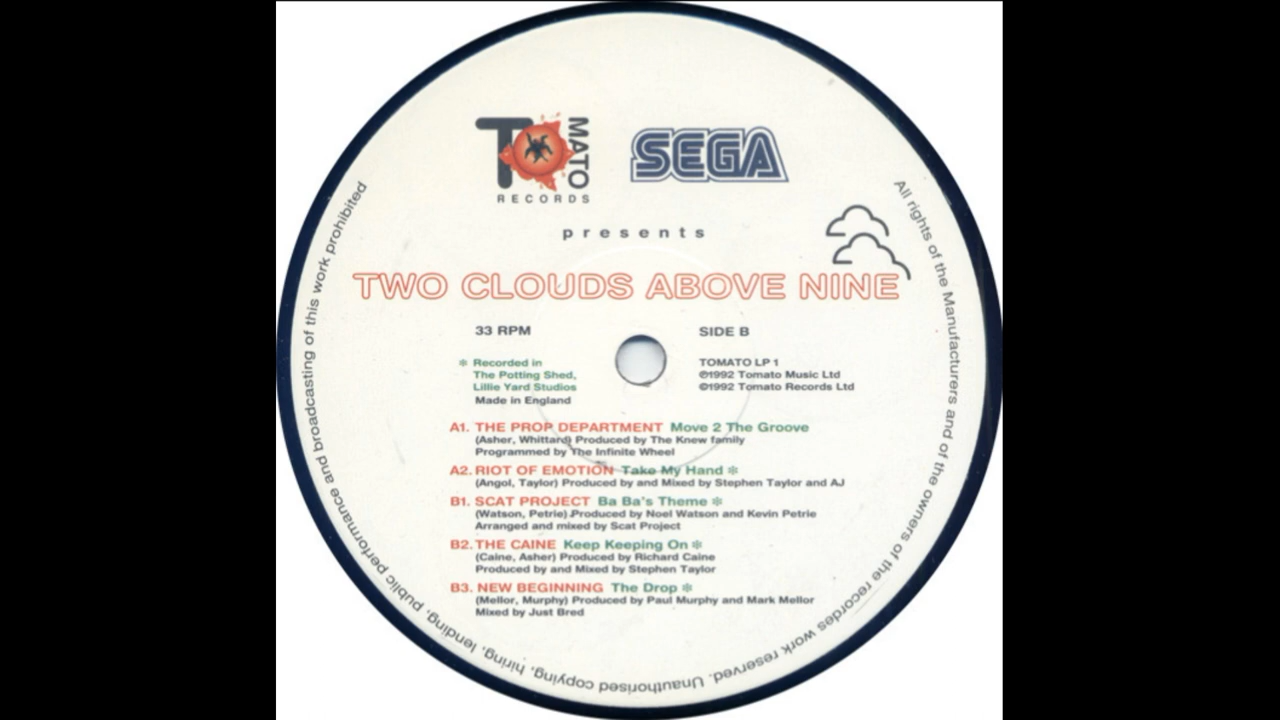 TOMATO
RECORDS
SEGA
presents
TWO CLOUDS ABOVE NINE
33 RPM
SIDE B
✻ Recorded in
The Potting Shed,
Lillie Yard Studios
Made in England
TOMATO LP 1
℗1992 Tomato Music Ltd
©1992 Tomato Records Ltd
A1. THE PROP DEPARTMENT Move 2 The Groove
(Asher, Whittard) Produced by The Knew family
Programmed by The Infinite Wheel
A2. RIOT OF EMOTION Take My Hand ✻
(Angol, Taylor) Produced by and Mixed by Stephen Taylor and AJ
B1. SCAT PROJECT Ba Ba's Theme ✻
(Watson, Petrie) Produced by Noel Watson and Kevin Petrie
Arranged and mixed by Scat Project
B2. THE CAINE Keep Keeping On ✻
(Caine, Asher) Produced by Richard Caine
Produced by and Mixed by Stephen Taylor
B3. NEW BEGINNING The Drop ✻
(Mellor, Murphy) Produced by Paul Murphy and Mark Mellor
Mixed by Just Bred
All rights of the Manufacturers and of the owners of the recordes work reserved. Unauthorised copying, hiring, lending, public performance and broadcasting of this work prohibited